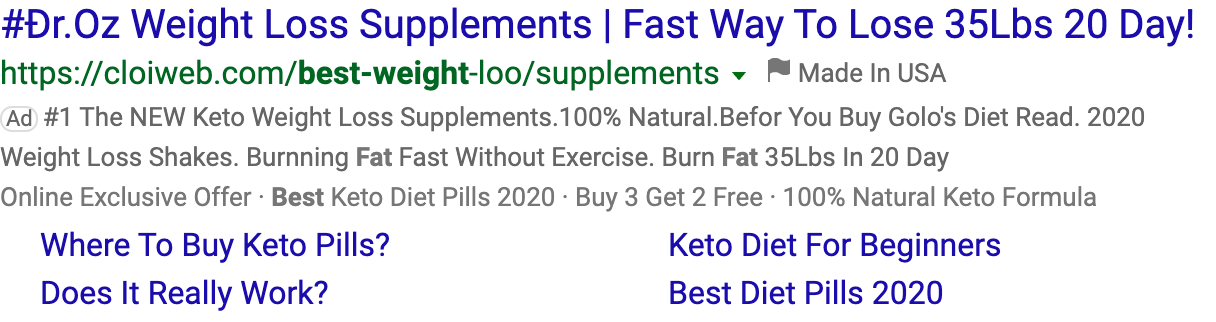 #Đr.Oz Weight Loss Supplements | Fast Way To Lose 35Lbs 20 Day!
https://cloiweb.com/best-weight-loo/supplements Made In USA
Ad #1 The NEW Keto Weight Loss Supplements.100% Natural.Befor You Buy Golo's Diet Read. 2020
Weight Loss Shakes. Burnning Fat Fast Without Exercise. Burn Fat 35Lbs In 20 Day
Online Exclusive Offer · Best Keto Diet Pills 2020 · Buy 3 Get 2 Free · 100% Natural Keto Formula
Where To Buy Keto Pills? Keto Diet For Beginners
Does It Really Work? Best Diet Pills 2020